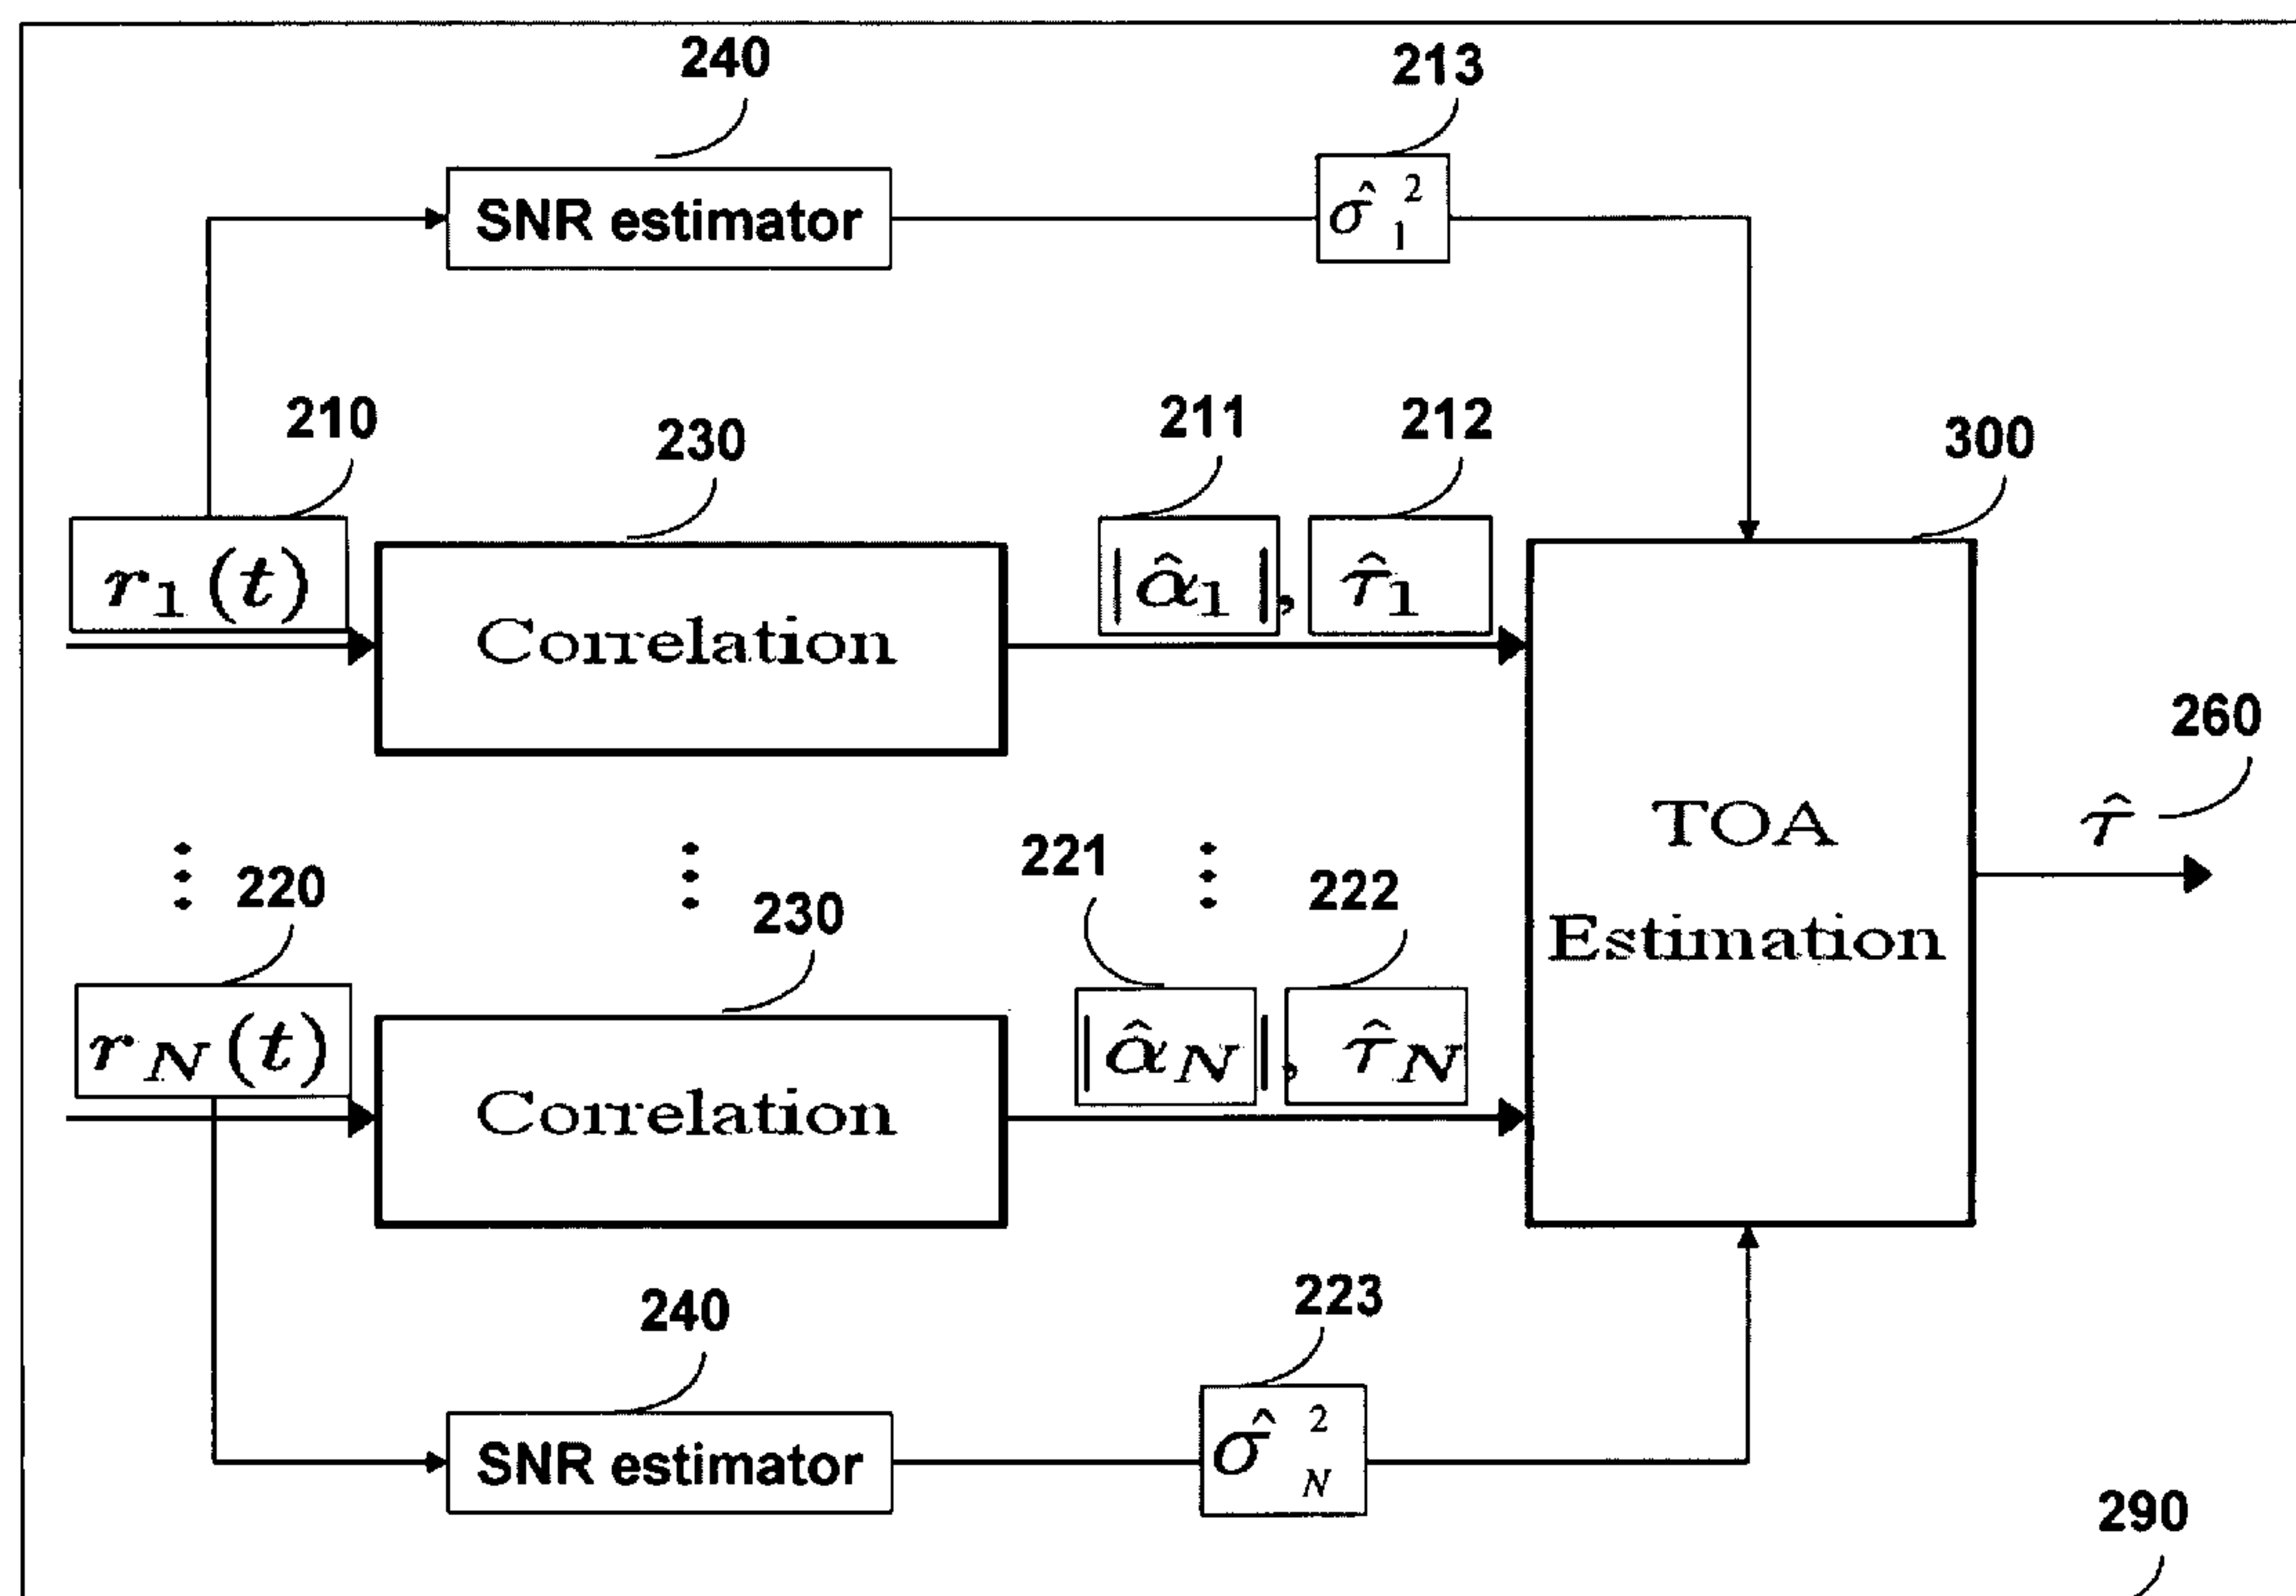 240
213
SNR estimator
σ̂₁²
210
230
211
212
300
r₁(t)
|α̂₁|, τ̂₁
Correlation
260
TOA
Estimation
τ̂
220
230
221
222
r_N(t)
|α̂_N|, τ̂_N
Correlation
240
223
SNR estimator
σ̂_N²
290